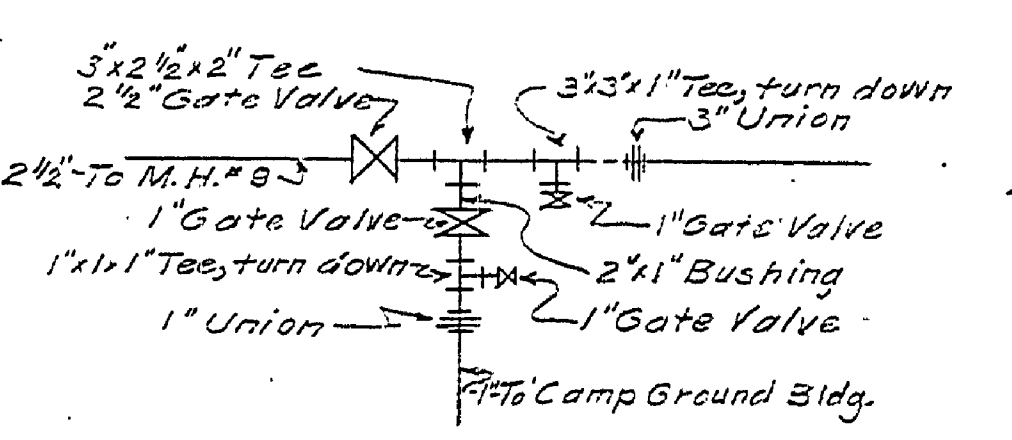 3"x2½"x2" Tee
2½" Gate Valve
3"x3"x1" Tee, turn down
3" Union
2½"-To M.H.# 9
1" Gate Valve
1" Gate Valve
1"x1"x1" Tee, turn down
2"x1" Bushing
1" Union
1" Gate Valve
1"-To Camp Ground Bldg.